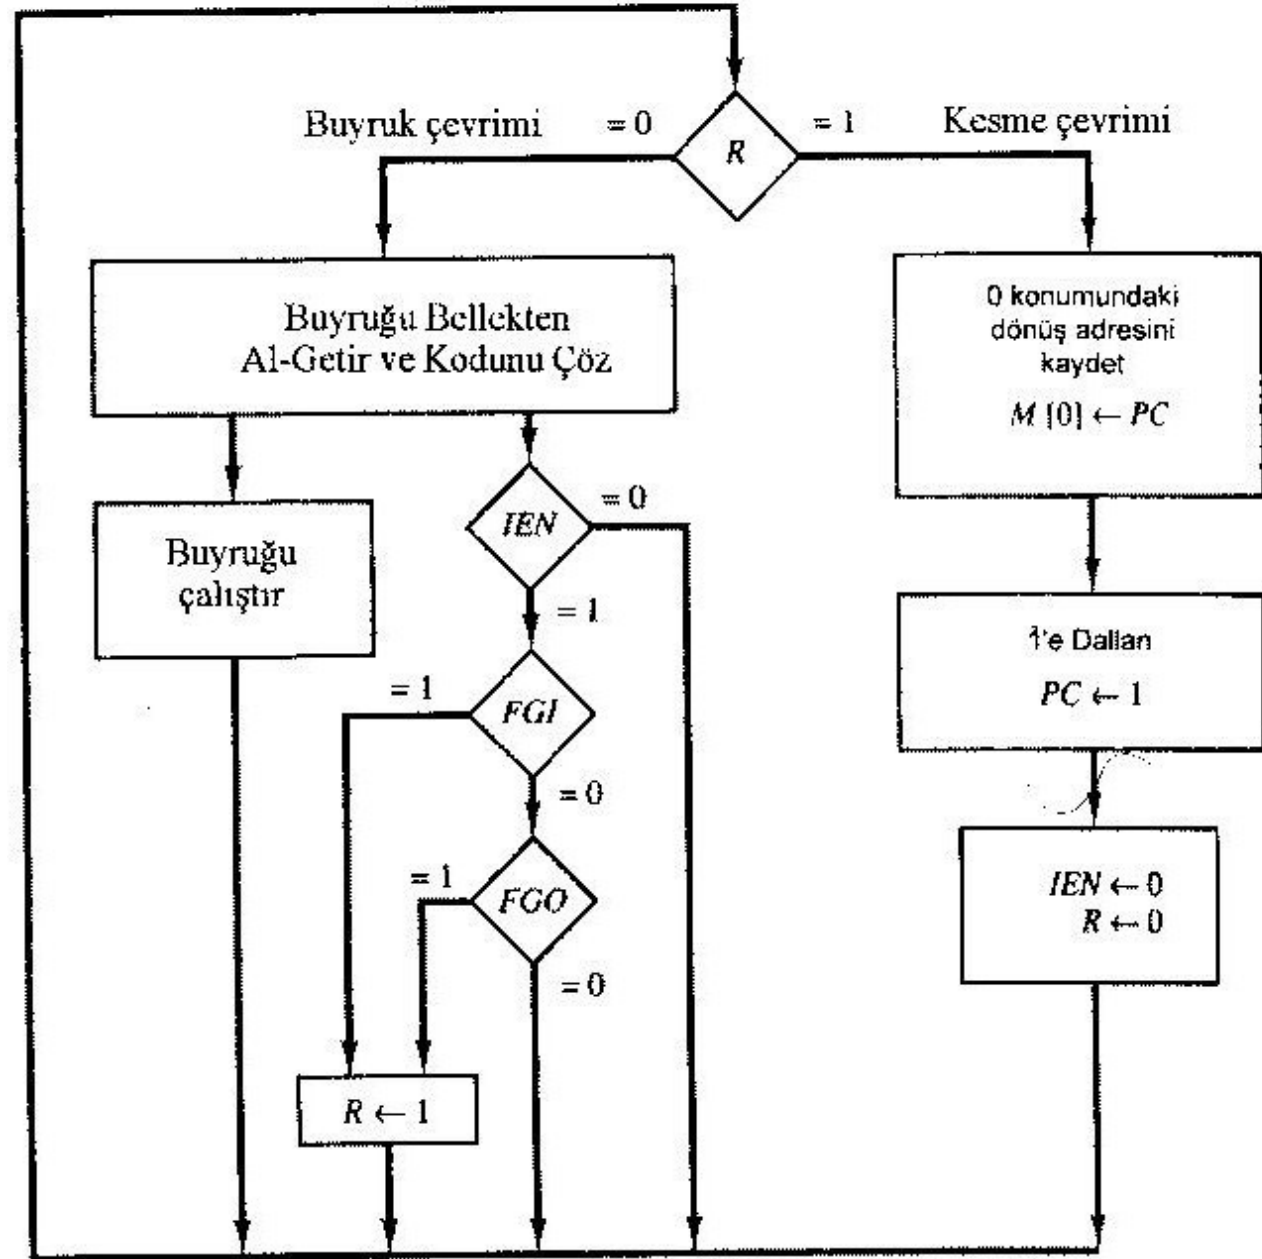 Buyruk çevrimi
= 0
R
= 1
Kesme çevrimi
Buyruğu Bellekten
Al-Getir ve Kodunu Çöz
0 konumundaki
dönüş adresini
kaydet
M [0] ← PC
Buyruğu
çalıştır
IEN
= 0
= 1
1'e Dallan
PC ← 1
= 1
FGI
= 0
= 1
FGO
= 0
IEN ← 0
R ← 0
R ← 1